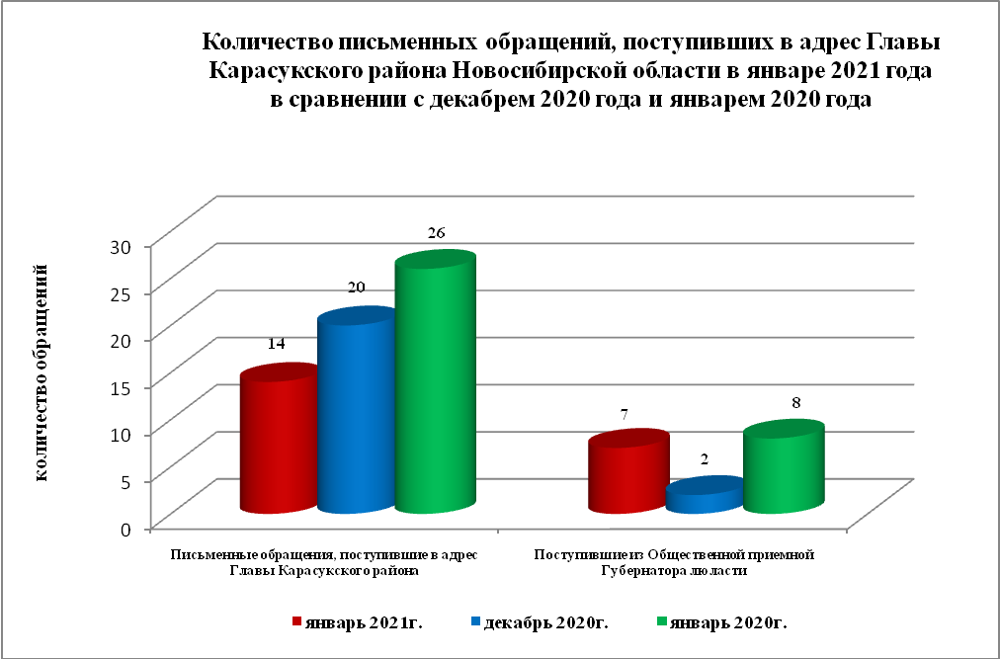 Количество письменных обращений, поступивших в адрес Главы
Карасукского района Новосибирской области в январе 2021 года
в сравнении с декабрем 2020 года и январем 2020 года
количество обращений
30
25
20
15
10
5
0
14
20
26
7
2
8
Письменные обращения, поступившие в адрес
Главы Карасукского района
Поступившие из Общественной приемной
Губернатора люласти
январь 2021г.
декабрь 2020г.
январь 2020г.